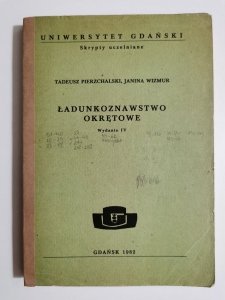 UNIWERSYTET GDAŃSKI
Skrypty uczelniane
TADEUSZ PIERZCHALSKI, JANINA WIZMUR
ŁADUNKOZNAWSTWO
OKRĘTOWE
Wydanie IV
GDAŃSK 1982